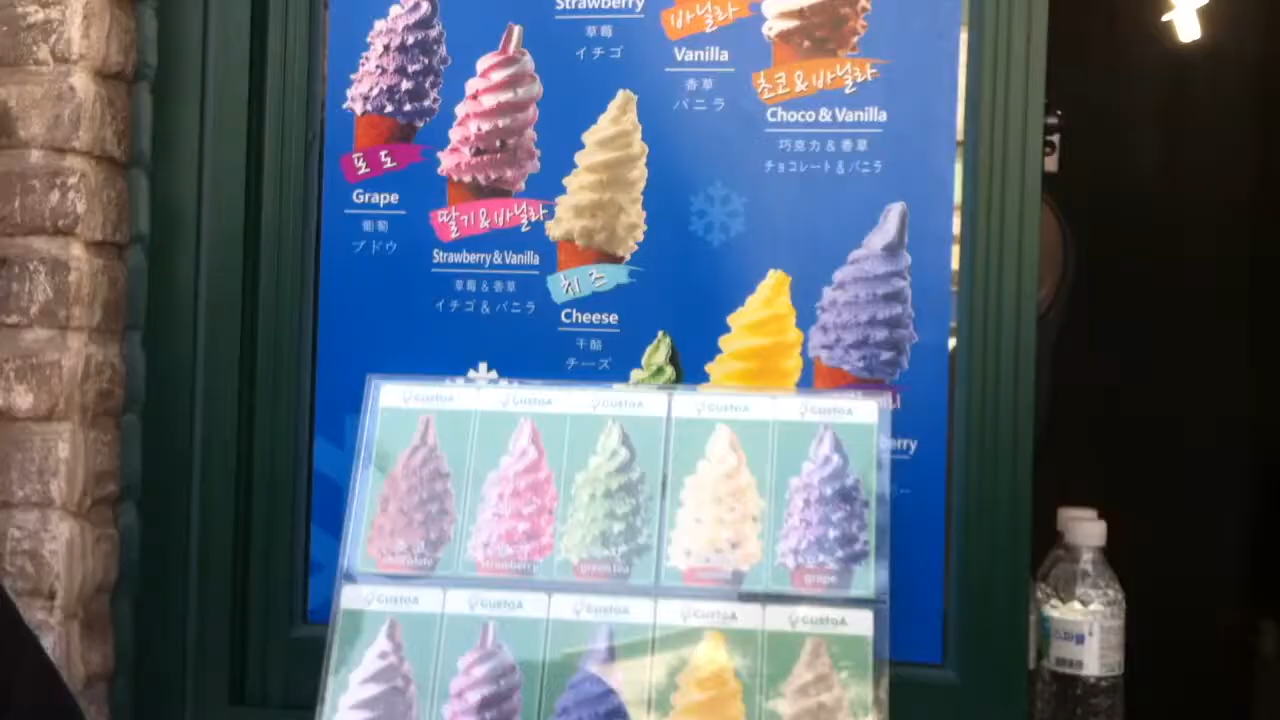 Strawberry
草莓
イチゴ
바닐라
Vanilla
香草
バニラ
초코&바닐라
Choco & Vanilla
巧克力 & 香草
チョコレート & バニラ
포도
Grape
葡萄
ブドウ
딸기&바닐라
Strawberry & Vanilla
草莓 & 香草
イチゴ & バニラ
치즈
Cheese
干酪
チーズ
berry
GUSTOA
GUSTOA
GUSTOA
GUSTOA
GUSTOA
chocolate
strawberry
greentea
grape
GUSTOA
GUSTOA
GUSTOA
GUSTOA
GUSTOA